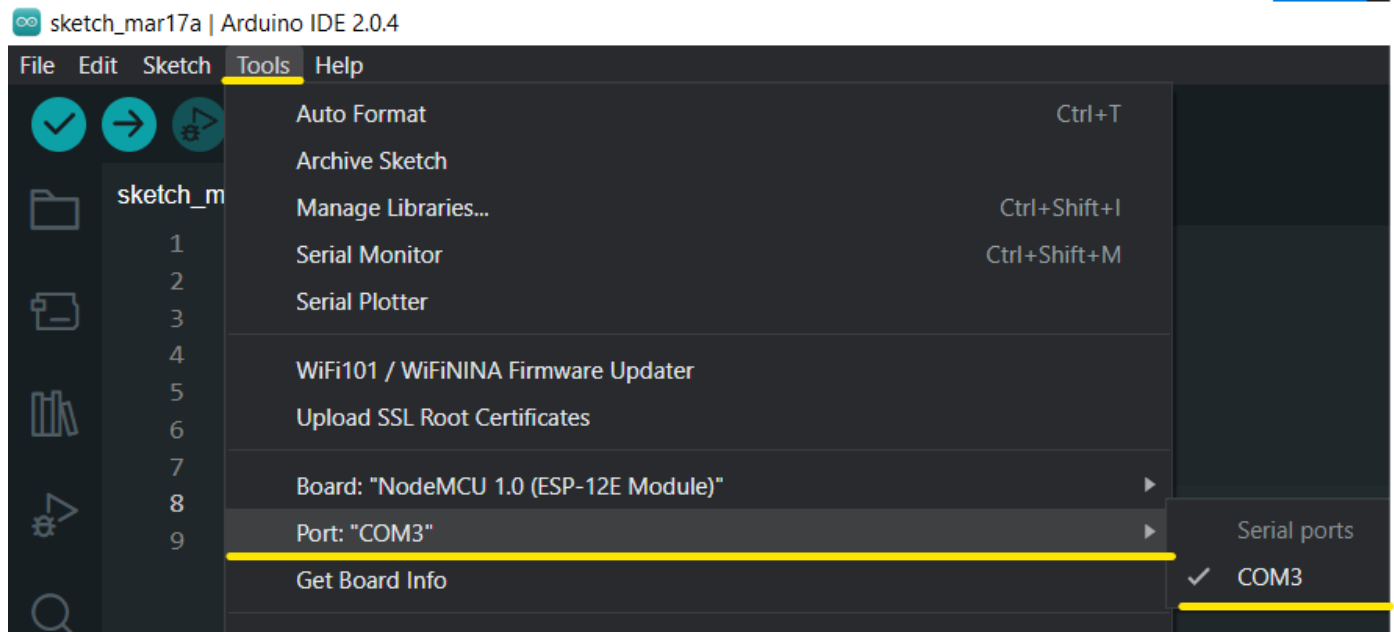 sketch_mar17a | Arduino IDE 2.0.4
File Edit Sketch Tools Help
Auto Format Ctrl+T
Archive Sketch
sketch_m
Manage Libraries... Ctrl+Shift+I
1
Serial Monitor Ctrl+Shift+M
2
Serial Plotter
3
4
WiFi101 / WiFiNINA Firmware Updater
5
Upload SSL Root Certificates
6
7
Board: "NodeMCU 1.0 (ESP-12E Module)"
8
Port: "COM3"
Serial ports
9
Get Board Info
COM3